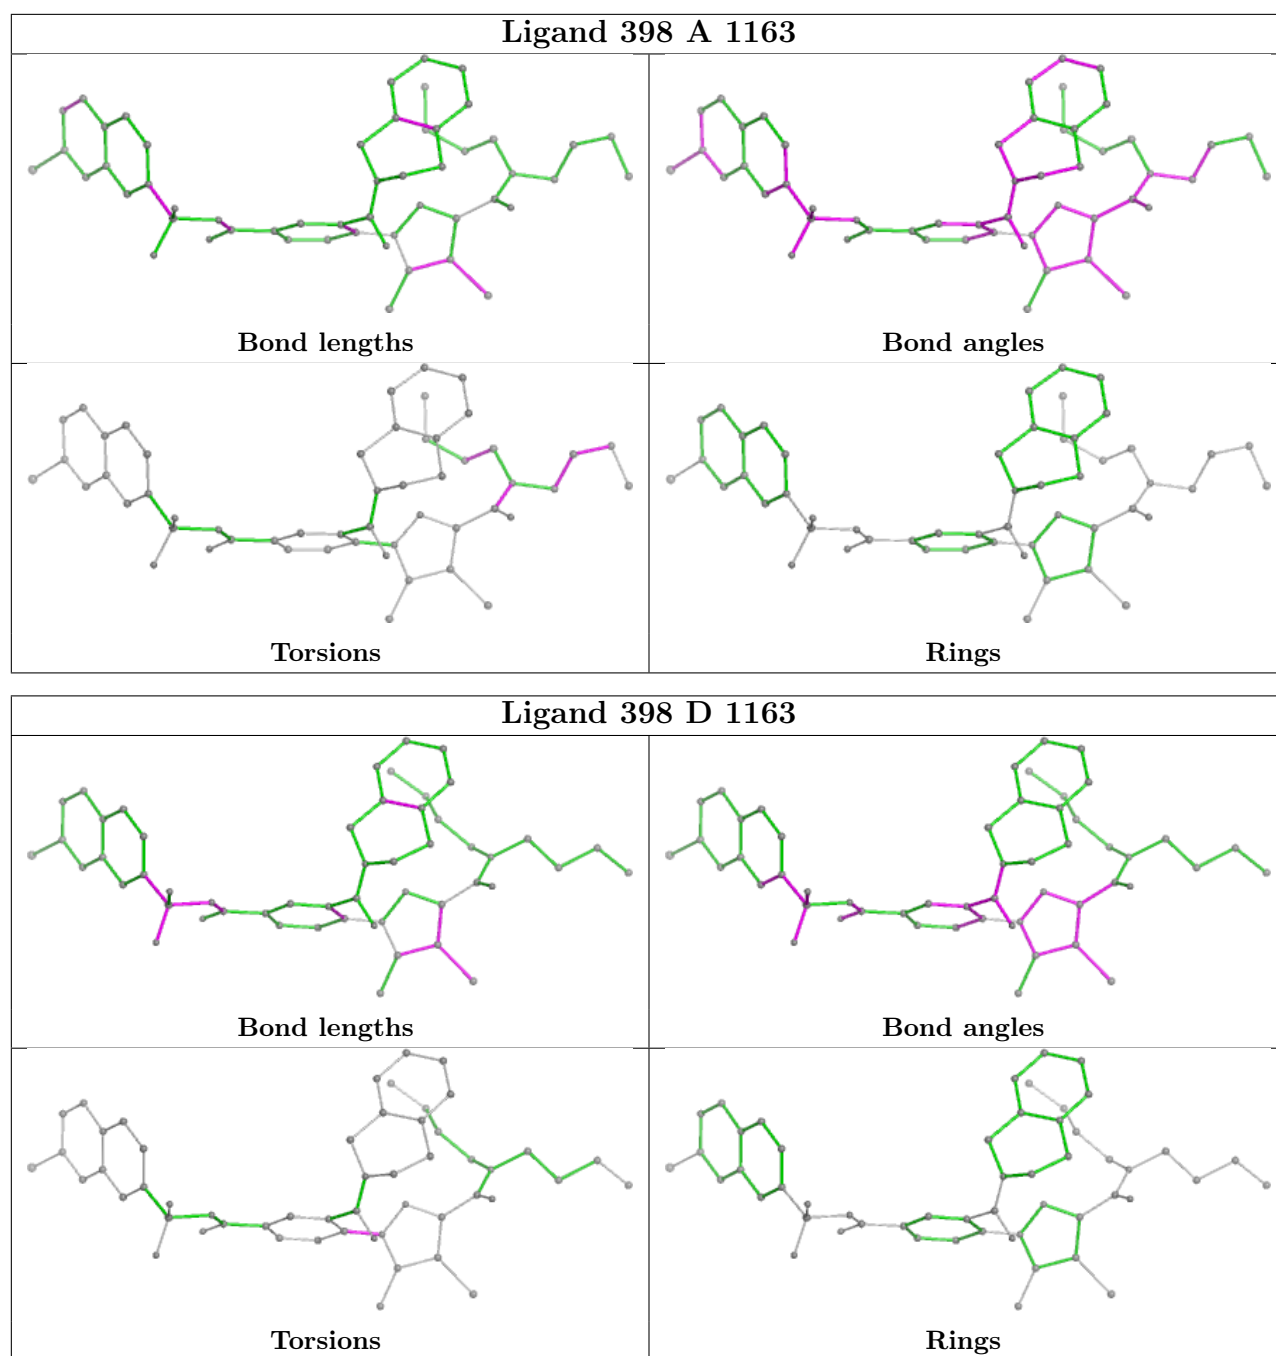 Ligand 398 A 1163
Bond lengths
Bond angles
Torsions
Rings
Ligand 398 D 1163
Bond lengths
Bond angles
Torsions
Rings